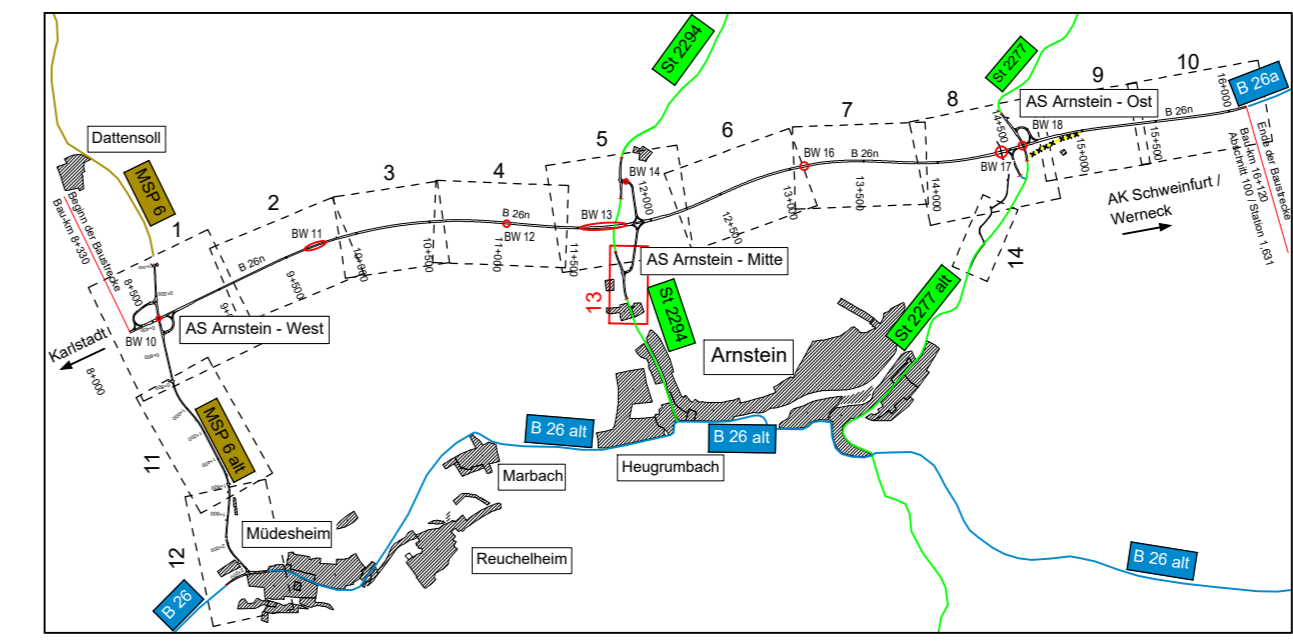 St 2294
St 2277
10
B 26a
9
16+000
8
AS Arnstein - Ost
B 26n
7
14+500
BW 18
15+500
15+000
Ende der Baustrecke
Bau-km 16+120
Abschnitt 100 / Station 1,631
Dattensoll
MSP 6
5
6
BW 14
BW 16
B 26n
BW 17
12+000
3
4
13+000
13+500
14+000
AK Schweinfurt /
Werneck
2
Beginn der Baustrecke
Bau-km 8+330
1
BW 11
B 26n
BW 13
12+500
BW 12
10+500
11+000
11+500
B 26n
9+500
8+500
AS Arnstein - Mitte
14
13
AS Arnstein - West
BW 10
Karlstadt
8+000
St 2294
St 2277 alt
Arnstein
MSP 6 alt
11
B 26 alt
B 26 alt
Heugrumbach
Marbach
Müdesheim
Reuchelheim
12
B 26
B 26 alt